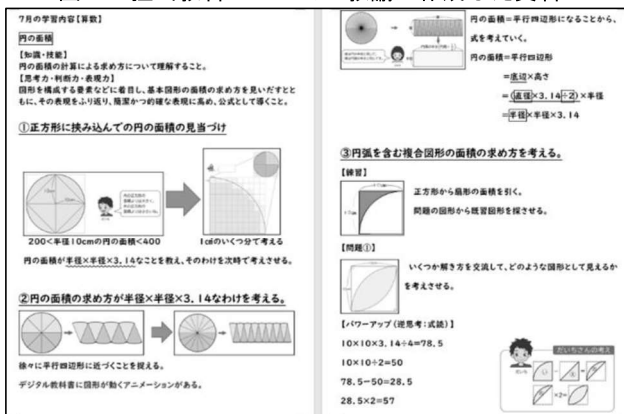 7月の学習内容【算数】
円の面積
【知識・技能】
円の面積の計算による求め方について理解すること。
【思考力・判断力・表現力】
図形を構成する要素などに着目し、基本図形の面積の求め方を見いだすとと
もに、その表現をふり返り、簡潔かつ的確な表現に高め、公式として導くこと。
①正方形に挟み込んでの円の面積の見当づけ
200<半径10cmの円の面積<400
1㎠のいくつ分で考える
円の面積が半径×半径×3.14なことを教え、そのわけを次時で考えさせる。
②円の面積の求め方が半径×半径×3.14なわけを考える。
徐々に平行四辺形に近づくことを捉える。
デジタル教科書に図形が動くアニメーションがある。
円の面積=平行四辺形になることから、
式を考えていく。
円の面積=平行四辺形
=底辺×高さ
=(直径×3.14÷2)×半径
=半径×半径×3.14
③円弧を含む複合図形の面積の求め方を考える。
【練習】
正方形から扇形の面積を引く。
問題の図形から既習図形を探させる。
【問題①】
いくつか解き方を交流して、どのような図形として見えるか
を考えさせる。
【パワーアップ(逆思考:式読)】
10×10×3.14÷4=78.5
10×10÷2=50
78.5-50=28.5
28.5×2=57
だいちさんの考え
だいち
×2=